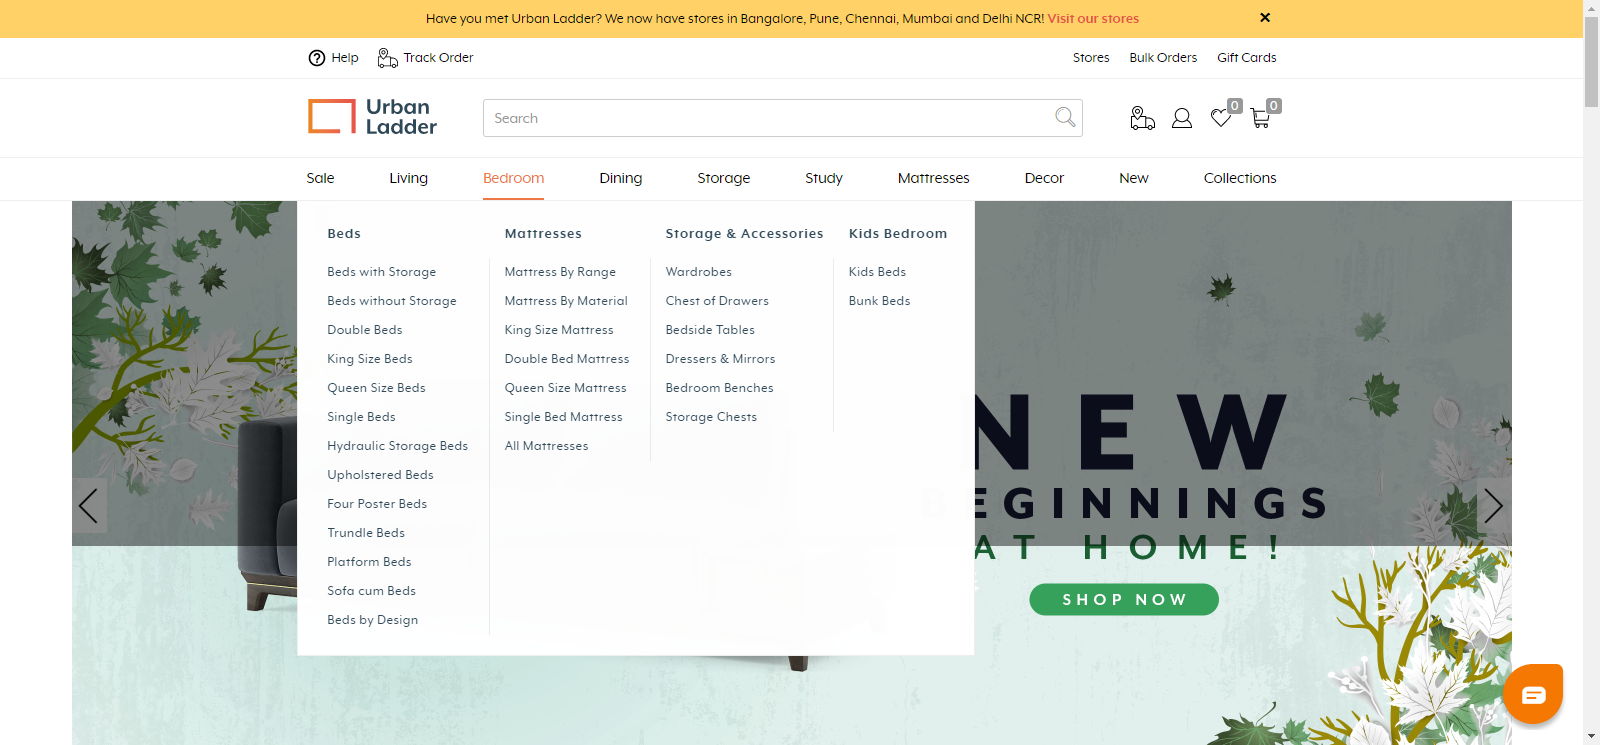 Have you met Urban Ladder? We now have stores in Bangalore, Pune, Chennai, Mumbai and Delhi NCR! Visit our stores
Help
Track Order
Stores
Bulk Orders
Gift Cards
Urban
Ladder
Search
0
0
Sale
Living
Bedroom
Dining
Storage
Study
Mattresses
Decor
New
Collections
Beds
Beds with Storage
Beds without Storage
Double Beds
King Size Beds
Queen Size Beds
Single Beds
Hydraulic Storage Beds
Upholstered Beds
Four Poster Beds
Trundle Beds
Platform Beds
Sofa cum Beds
Beds by Design
Mattresses
Mattress By Range
Mattress By Material
King Size Mattress
Double Bed Mattress
Queen Size Mattress
Single Bed Mattress
All Mattresses
Storage & Accessories
Wardrobes
Chest of Drawers
Bedside Tables
Dressers & Mirrors
Bedroom Benches
Storage Chests
Kids Bedroom
Kids Beds
Bunk Beds
NEW
BEGINNINGS
AT HOME!
SHOP NOW